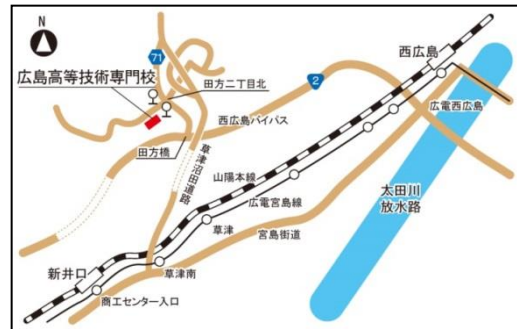 N
71
広島高等技術専門校
田方二丁目北
西広島
2
広電西広島
西広島バイパス
田方橋
草津沼田道路
山陽本線
広電宮島線
太田川
放水路
草津
宮島街道
新井口
草津南
商工センター入口